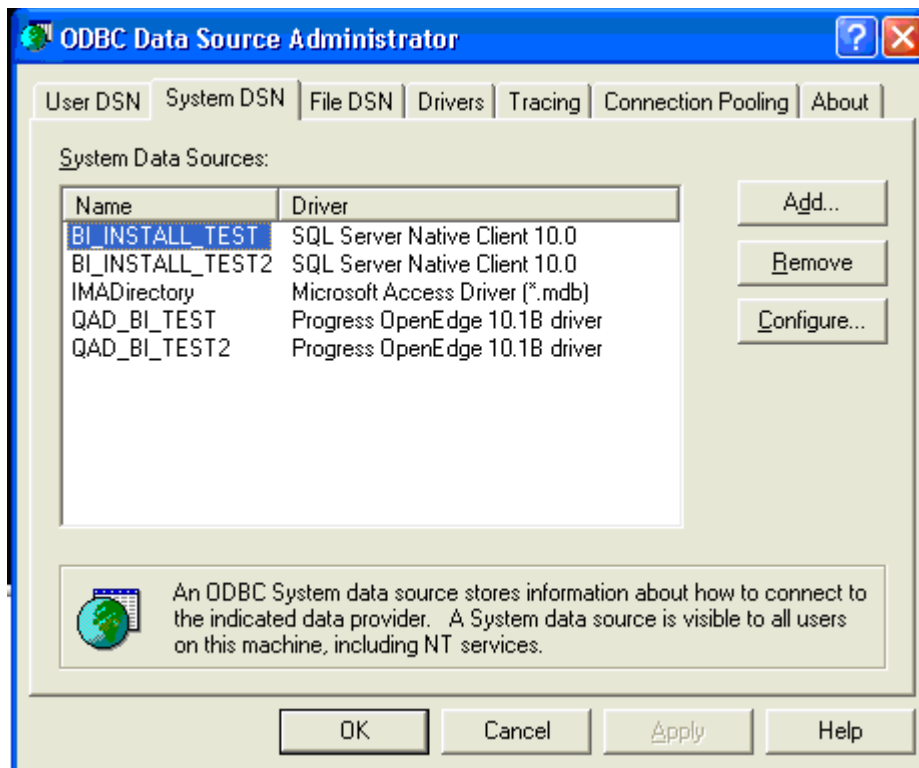 ODBC Data Source Administrator
User DSN System DSN File DSN Drivers Tracing Connection Pooling About
System Data Sources:
Name Driver
BI_INSTALL_TEST SQL Server Native Client 10.0
BI_INSTALL_TEST2 SQL Server Native Client 10.0
IMADirectory Microsoft Access Driver (*.mdb)
QAD_BI_TEST Progress OpenEdge 10.1B driver
QAD_BI_TEST2 Progress OpenEdge 10.1B driver
Add...
Remove
Configure...
An ODBC System data source stores information about how to connect to
the indicated data provider. A System data source is visible to all users
on this machine, including NT services.
OK Cancel Apply Help